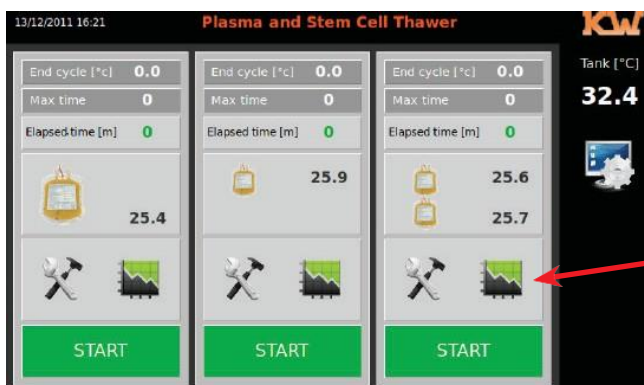 13/12/2011 16:21
Plasma and Stem Cell Thawer
KW
End cycle [°c] 0.0
Max time 0
Elapsed time [m] 0
25.4
START
End cycle [°c] 0.0
Max time 0
Elapsed time [m] 0
25.9
START
End cycle [°c] 0.0
Max time 0
Elapsed time [m] 0
25.6
25.7
START
Tank [°C]
32.4